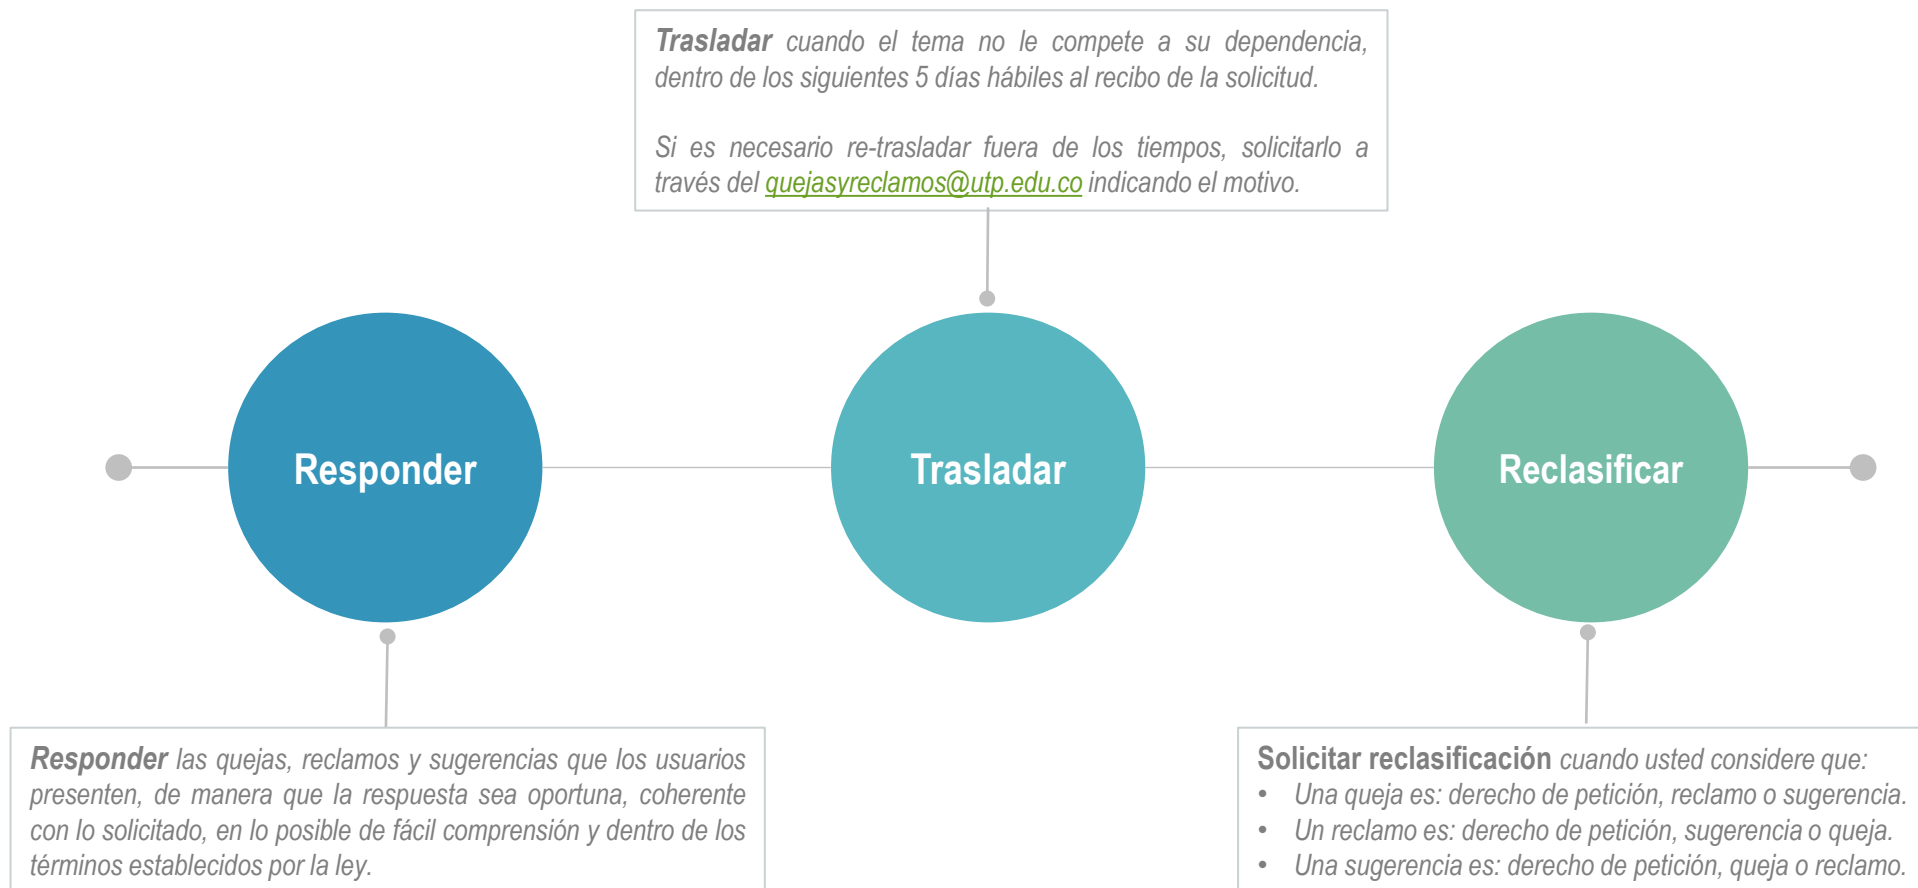 Trasladar cuando el tema no le compete a su dependencia,
dentro de los siguientes 5 días hábiles al recibo de la solicitud.
Si es necesario re-trasladar fuera de los tiempos, solicitarlo a
través del quejasyreclamos@utp.edu.co indicando el motivo.
Responder
Trasladar
Reclasificar
Responder las quejas, reclamos y sugerencias que los usuarios
presenten, de manera que la respuesta sea oportuna, coherente
con lo solicitado, en lo posible de fácil comprensión y dentro de los
términos establecidos por la ley.
Solicitar reclasificación cuando usted considere que:
• Una queja es: derecho de petición, reclamo o sugerencia.
• Un reclamo es: derecho de petición, sugerencia o queja.
• Una sugerencia es: derecho de petición, queja o reclamo.